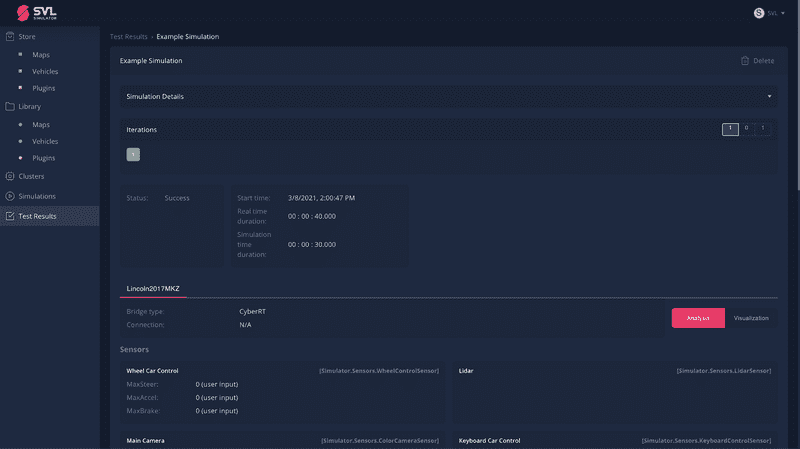 SVL
SIMULATOR
SVL
Store
Maps
Vehicles
Plugins
Library
Maps
Vehicles
Plugins
Clusters
Simulations
Test Results
Test Results › Example Simulation
Example Simulation
Delete
Simulation Details
Iterations
1 0 1
1
Status: Success
Start time: 3/8/2021, 2:00:47 PM
Real time duration: 00 : 00 : 40.000
Simulation time duration: 00 : 00 : 30.000
Lincoln2017MKZ
Bridge type: CyberRT
Connection: N/A
Visualization
Sensors
Wheel Car Control [Simulator.Sensors.WheelControlSensor]
MaxSteer: 0 (user input)
MaxAccel: 0 (user input)
MaxBrake: 0 (user input)
Lidar [Simulator.Sensors.LidarSensor]
Main Camera [Simulator.Sensors.ColorCameraSensor]
Keyboard Car Control [Simulator.Sensors.KeyboardControlSensor]